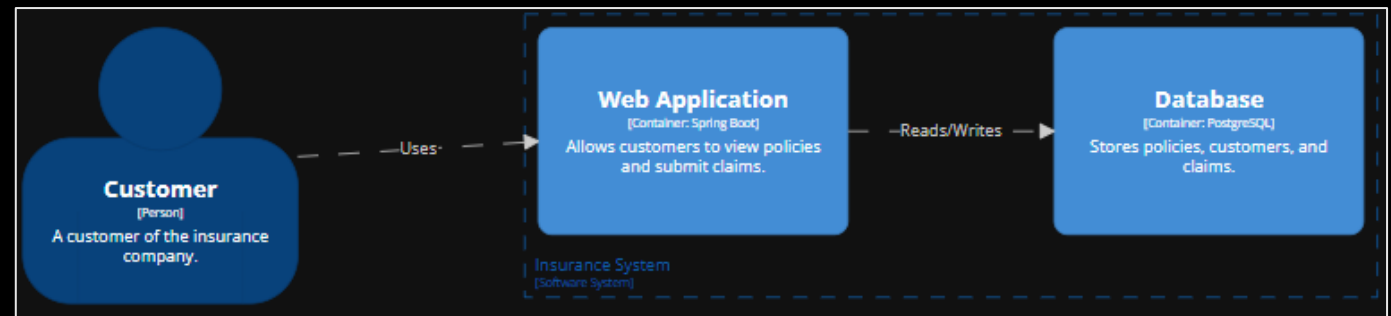 Customer
[Person]
A customer of the insurance
company.
Uses
Web Application
[Container: Spring Boot]
Allows customers to view policies
and submit claims.
Reads/Writes
Database
[Container: PostgreSQL]
Stores policies, customers, and
claims.
Insurance System
[Software System]